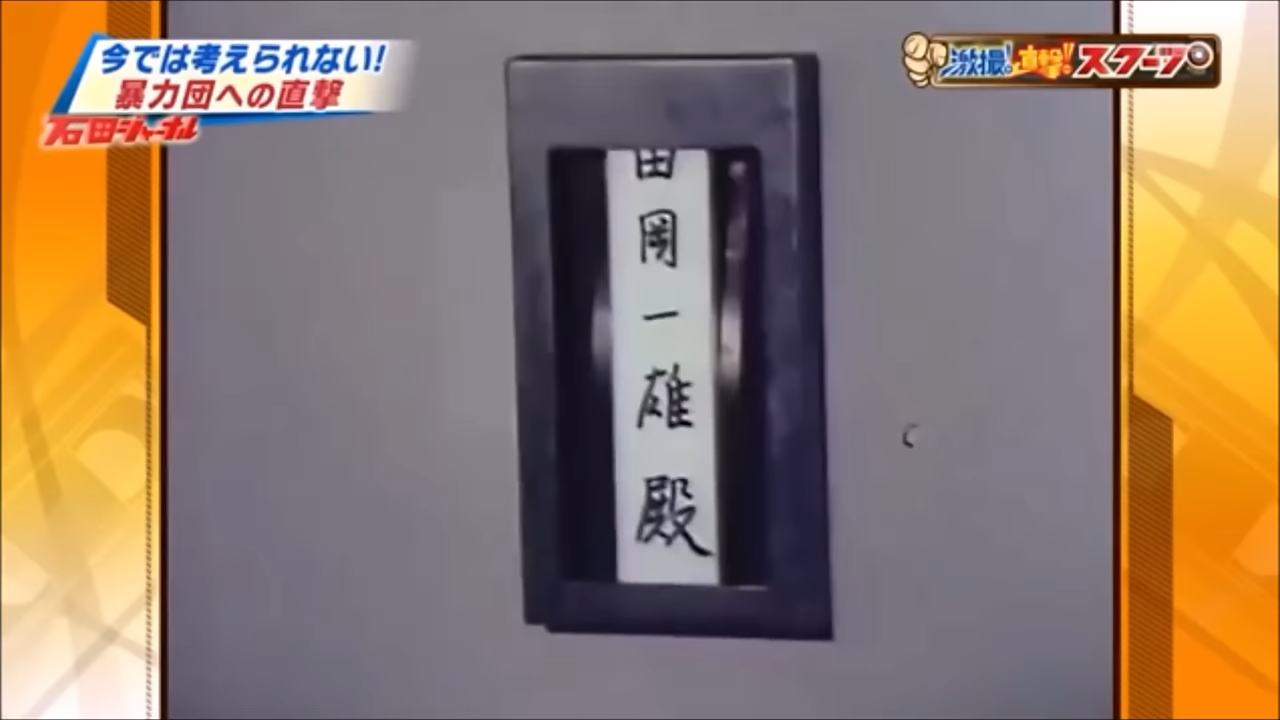 今では考えられない!
暴力団への直撃
石田ジャーナル
激撮!直撃!!スクープ
田岡一雄殿